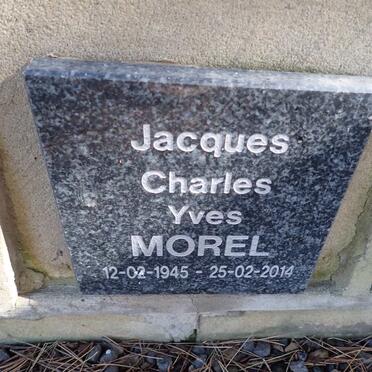 Jacques
Charles
Yves
MOREL
12-02-1945 - 25-02-2014